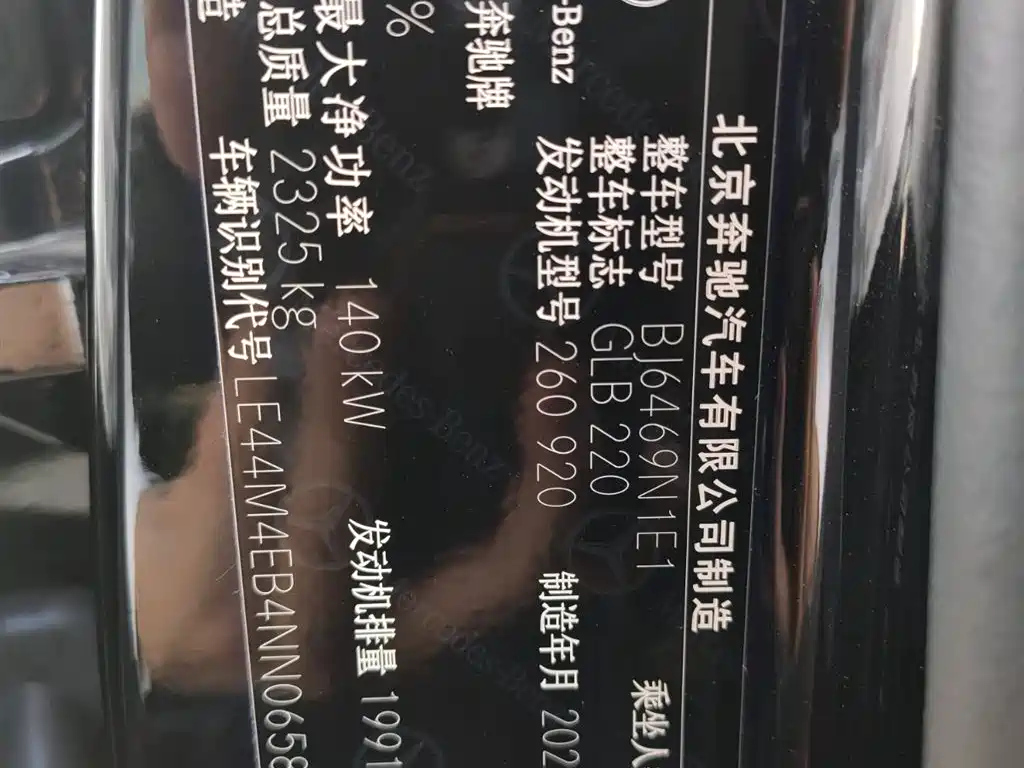 北京奔驰汽车有限公司制造
整车型号 BJ6469N1E1 乘坐人
整车标志 GLB 220
-Benz 发动机型号 260 920 制造年月 202
奔驰牌
%
最大净功率 140 kW 发动机排量 1991
总质量 2325 kg
造 车辆识别代号 LE44M4EB4NN0658